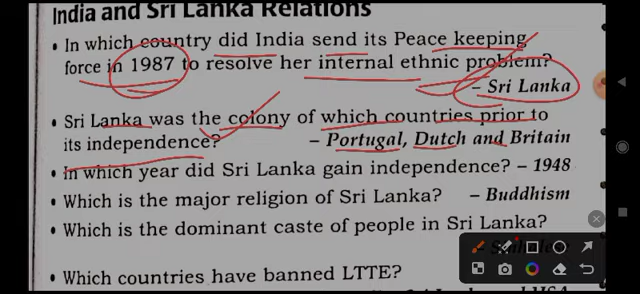 India and Sri Lanka Relations
• In which country did India send its Peace keeping
force in 1987 to resolve her internal ethnic problem?
– Sri Lanka
• Sri Lanka was the colony of which countries prior to
its independence? – Portugal, Dutch and Britain
• In which year did Sri Lanka gain independence? – 1948
• Which is the major religion of Sri Lanka? – Buddhism
• Which is the dominant caste of people in Sri Lanka?
• Which countries have banned LTTE?